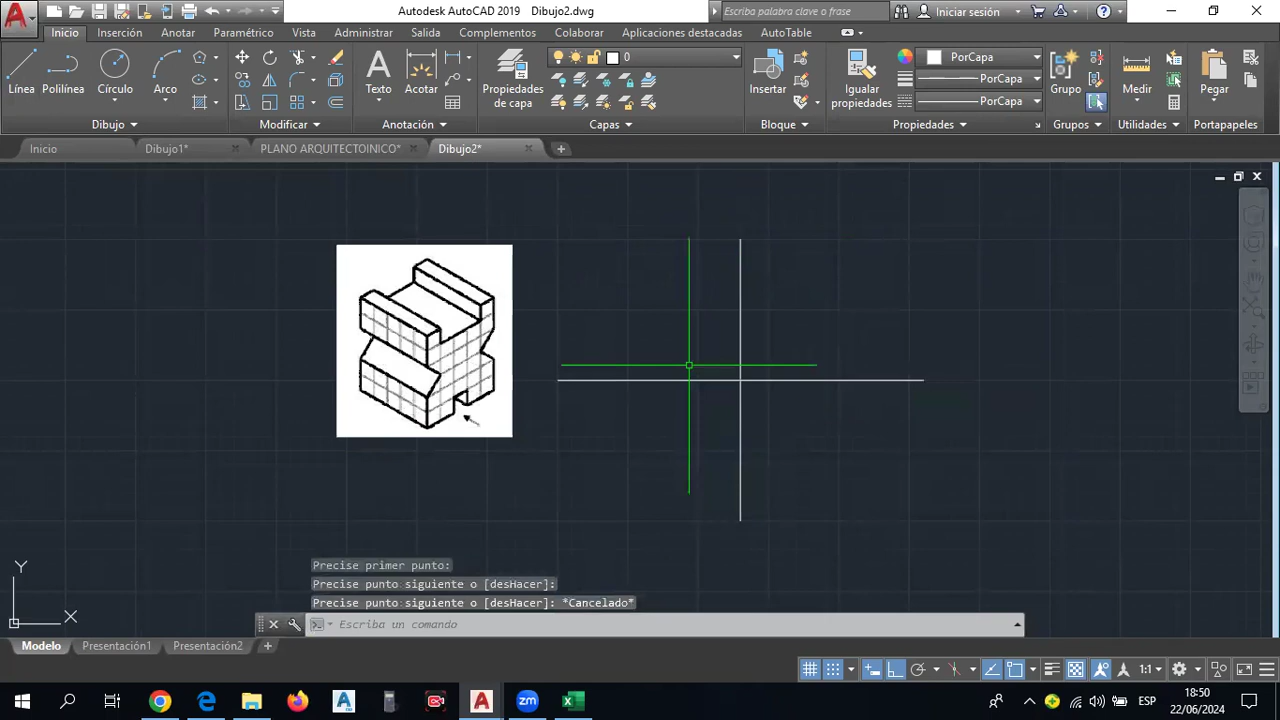 Autodesk AutoCAD 2019 Dibujo2.dwg
Escriba palabra clave o frase
Iniciar sesión
Inicio Inserción Anotar Paramétrico Vista Administrar Salida Complementos Colaborar Aplicaciones destacadas AutoTable
Línea Polilínea Círculo Arco
Texto Acotar
Propiedades de capa
0
Insertar
Igualar propiedades
PorCapa
PorCapa
PorCapa
Grupo
Medir
Pegar
Dibujo Modificar Anotación Capas Bloque Propiedades Grupos Utilidades Portapapeles
Inicio Dibujo1* PLANO ARQUITECTOINICO* Dibujo2*
Y
X
Precise primer punto:
Precise punto siguiente o [desHacer]:
Precise punto siguiente o [desHacer]: *Cancelado*
Escriba un comando
Modelo Presentación1 Presentación2
1:1
ESP
18:50
22/06/2024